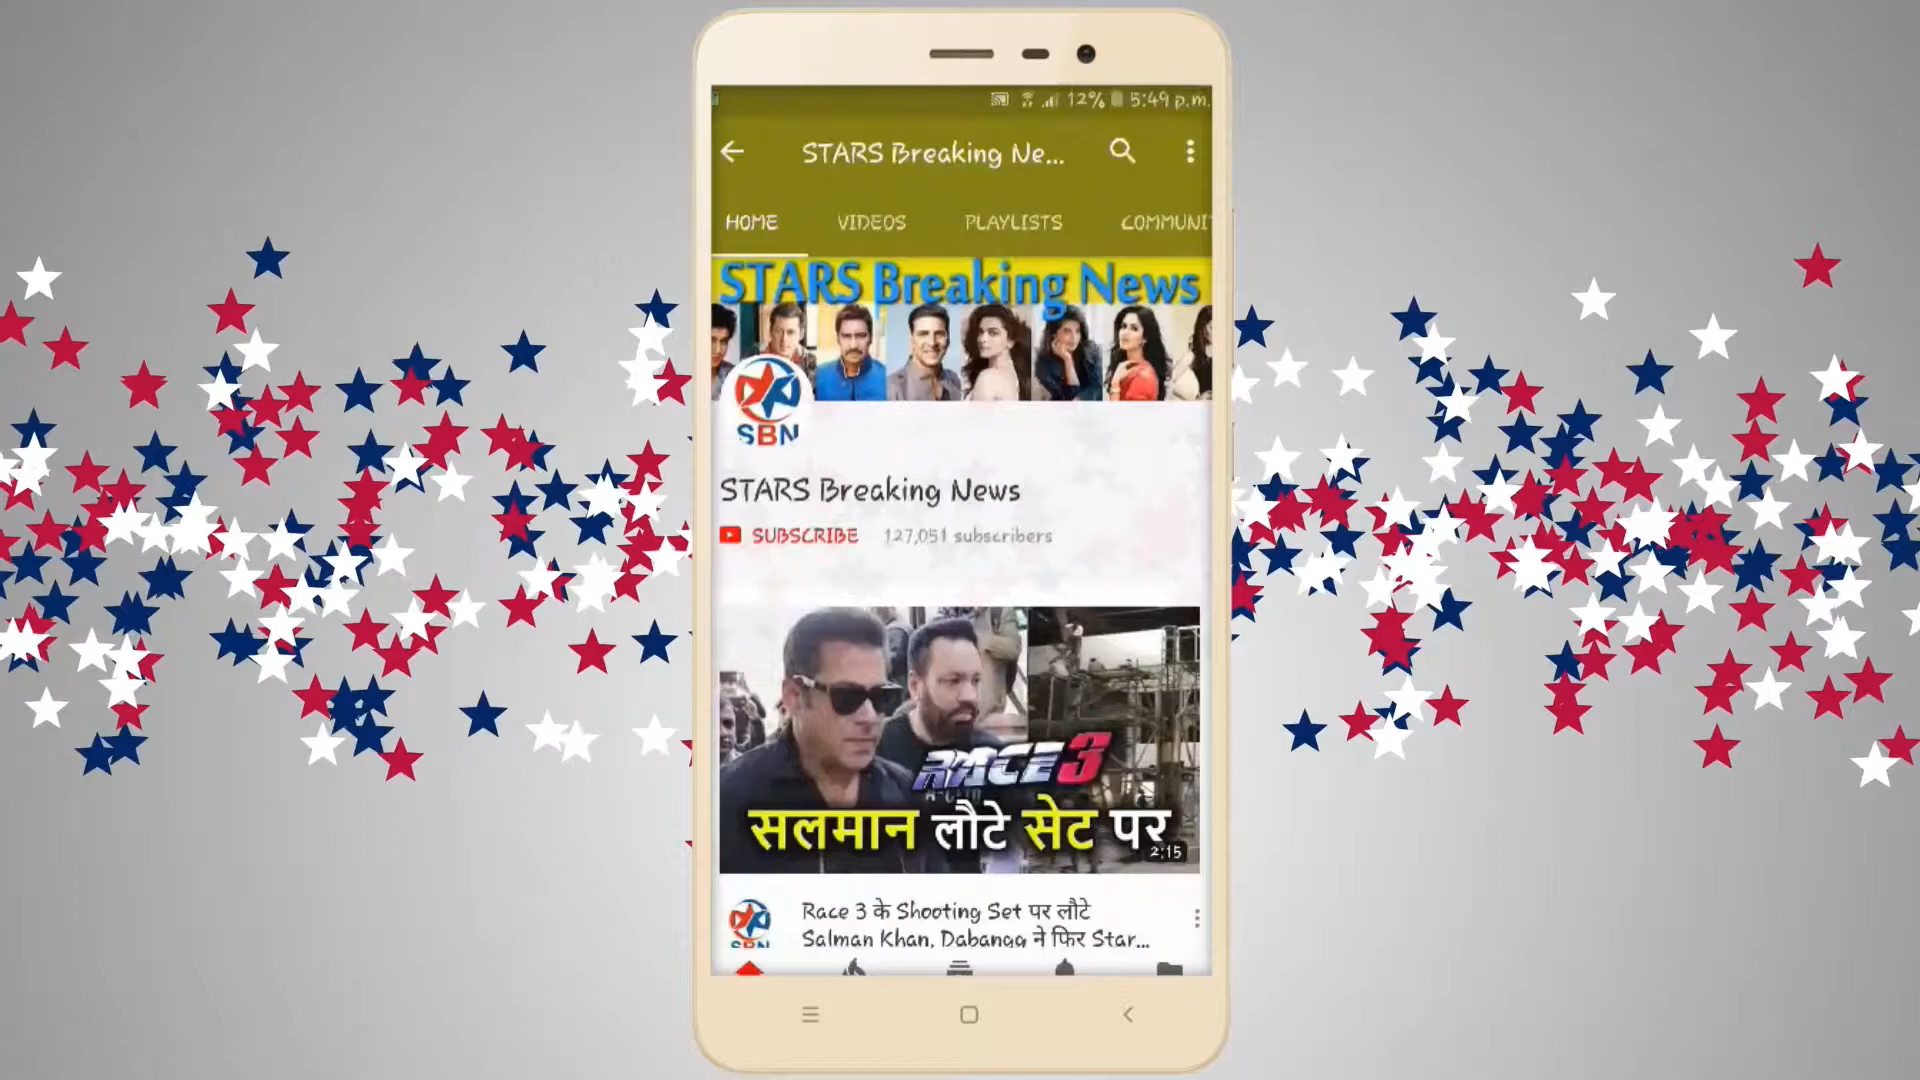 12% 5:49 p.m.
STARS Breaking Ne...
HOME VIDEOS PLAYLISTS COMMUNI
STARS Breaking News
SBN
STARS Breaking News
SUBSCRIBE 127,051 subscribers
RACE 3
सलमान लौटे सेट पर
2:15
Race 3 के Shooting Set पर लौटे
Salman Khan, Dabangg ने फिर Star...
SBN